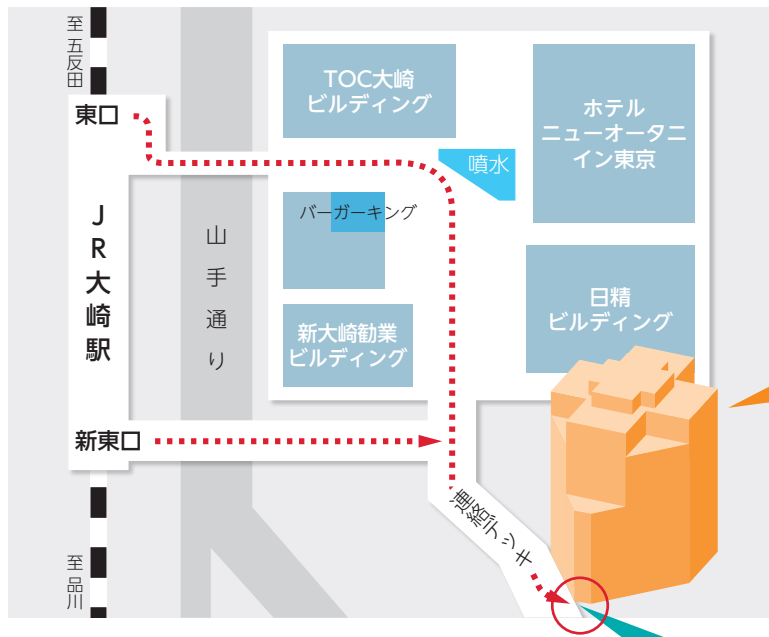 至五反田
東口
JR大崎駅
新東口
至品川
山手通り
TOC大崎
ビルディング
噴水
ホテル
ニューオータニ
イン東京
バーガーキング
新大崎勧業
ビルディング
日精
ビルディング
連絡デッキ